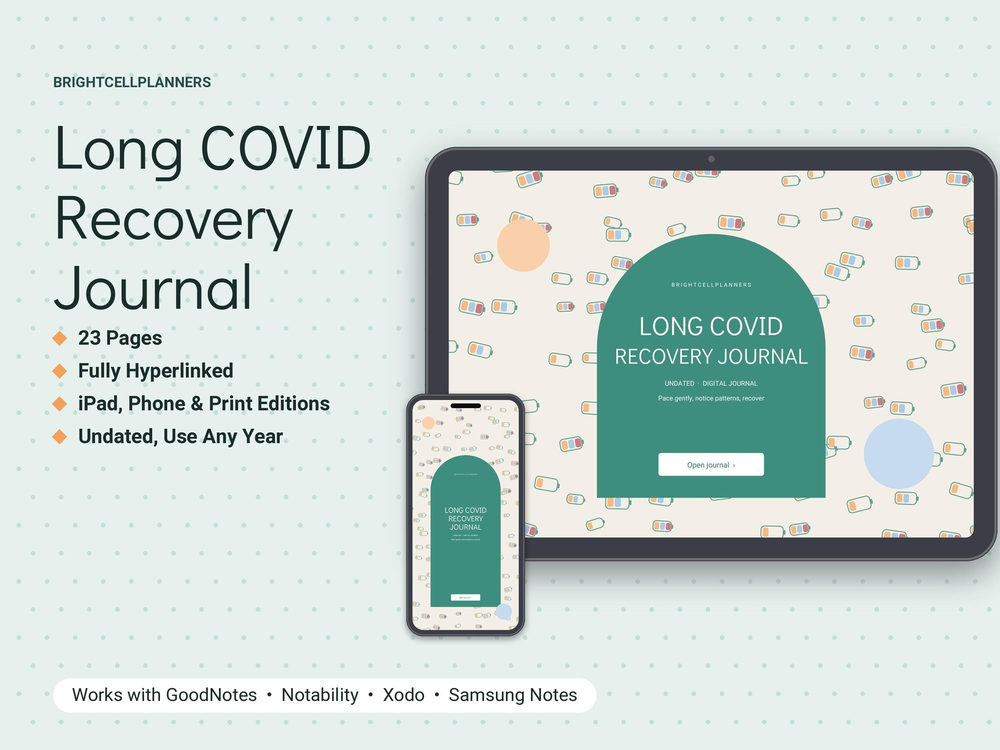 BRIGHTCELLPLANNERS
Long COVID
Recovery
Journal
23 Pages
Fully Hyperlinked
iPad, Phone & Print Editions
Undated, Use Any Year
BRIGHTCELLPLANNERS
LONG COVID
RECOVERY JOURNAL
UNDATED · DIGITAL JOURNAL
Pace gently, notice patterns, recover
Open journal ›
LONG COVID
RECOVERY
JOURNAL
Works with GoodNotes • Notability • Xodo • Samsung Notes